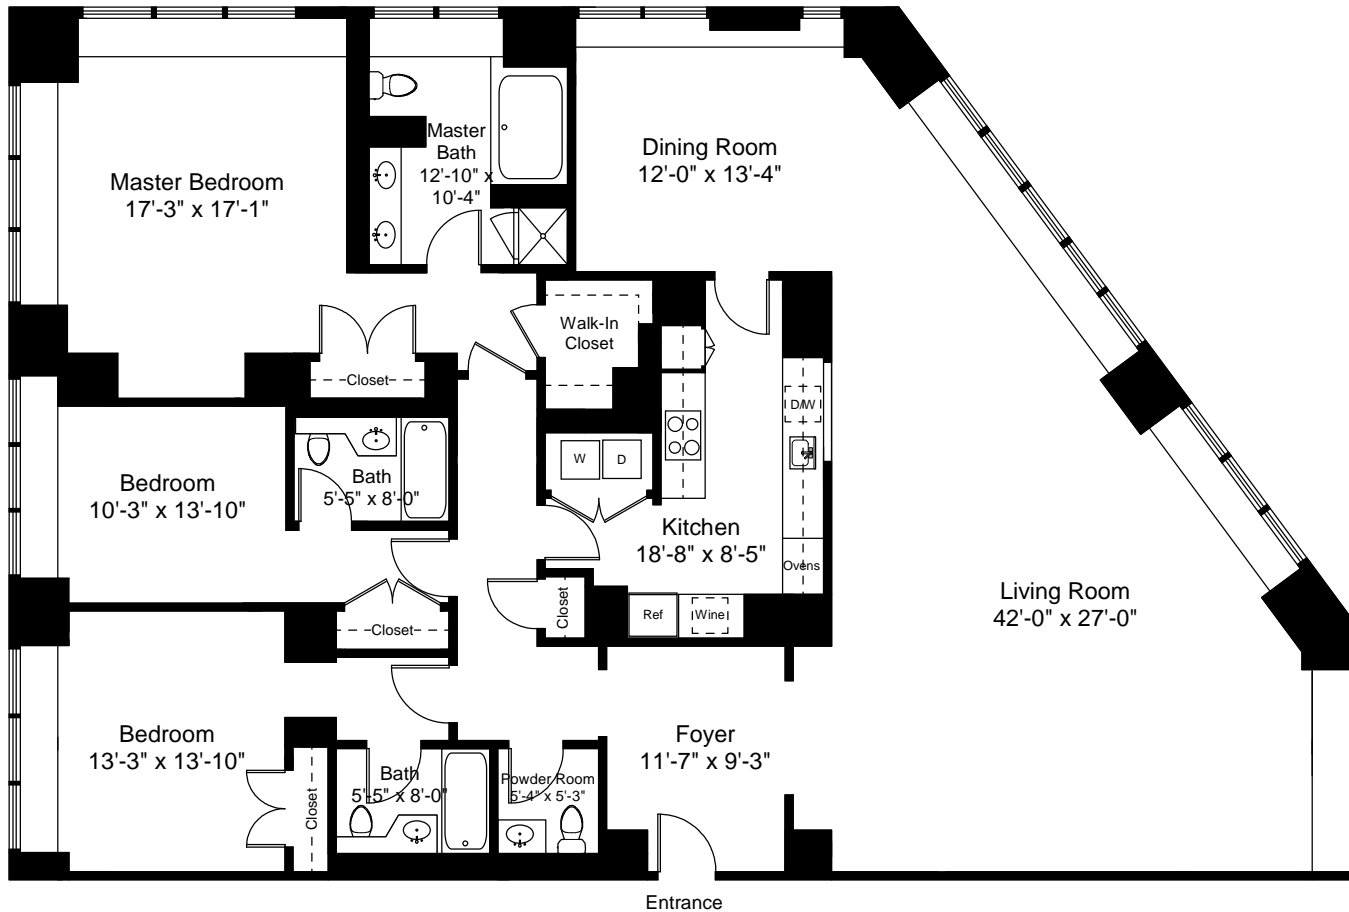 Master Bedroom
17'-3" x 17'-1"
Master
Bath
12'-10" x
10'-4"
Dining Room
12'-0" x 13'-4"
Walk-In
Closet
Closet
D/W
Bedroom
10'-3" x 13'-10"
Bath
5'-5" x 8'-0"
W
D
Kitchen
18'-8" x 8'-5"
Ovens
Living Room
42'-0" x 27'-0"
Closet
Closet
Ref
Wine
Bedroom
13'-3" x 13'-10"
Closet
Bath
5'-5" x 8'-0"
Powder Room
5'-4" x 5'-3"
Foyer
11'-7" x 9'-3"
Entrance